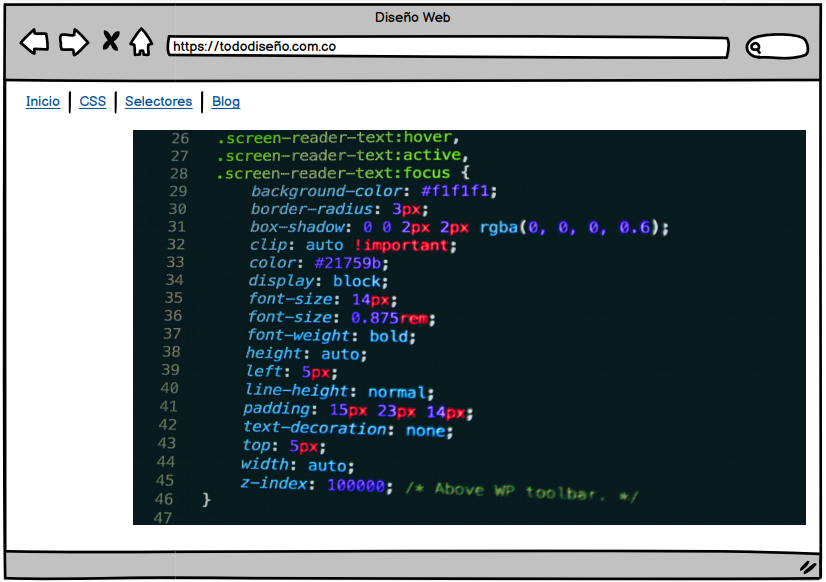 Diseño Web
https://tododiseño.com.co
Inicio | CSS | Selectores | Blog
26 .screen-reader-text:hover,
27 .screen-reader-text:active,
28 .screen-reader-text:focus {
29 background-color: #f1f1f1;
30 border-radius: 3px;
31 box-shadow: 0 0 2px 2px rgba(0, 0, 0, 0.6);
32 clip: auto !important;
33 color: #21759b;
34 display: block;
35 font-size: 14px;
36 font-size: 0.875rem;
37 font-weight: bold;
38 height: auto;
39 left: 5px;
40 line-height: normal;
41 padding: 15px 23px 14px;
42 text-decoration: none;
43 top: 5px;
44 width: auto;
45 z-index: 100000; /* Above WP toolbar. */
46 }
47